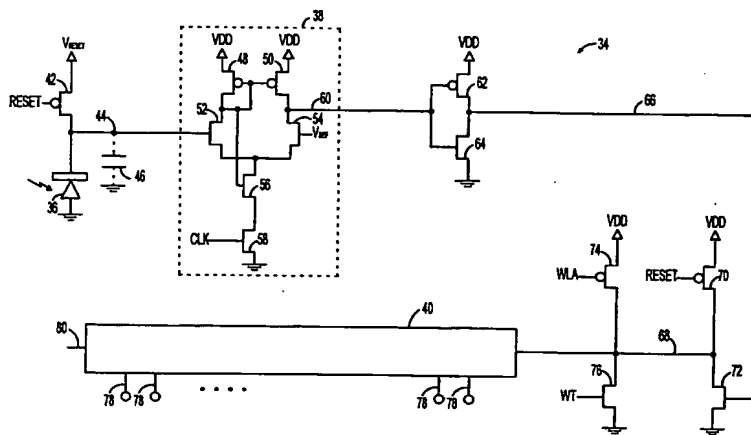 38
34
VRESET
VDD
VDD
VDD
42
48
50
62
RESET
60
66
44
52
54
VREF
64
46
56
36
CLK
58
VDD
VDD
74
WLA
RESET
70
40
80
68
76
72
WT
78
78
. . . .
78
78